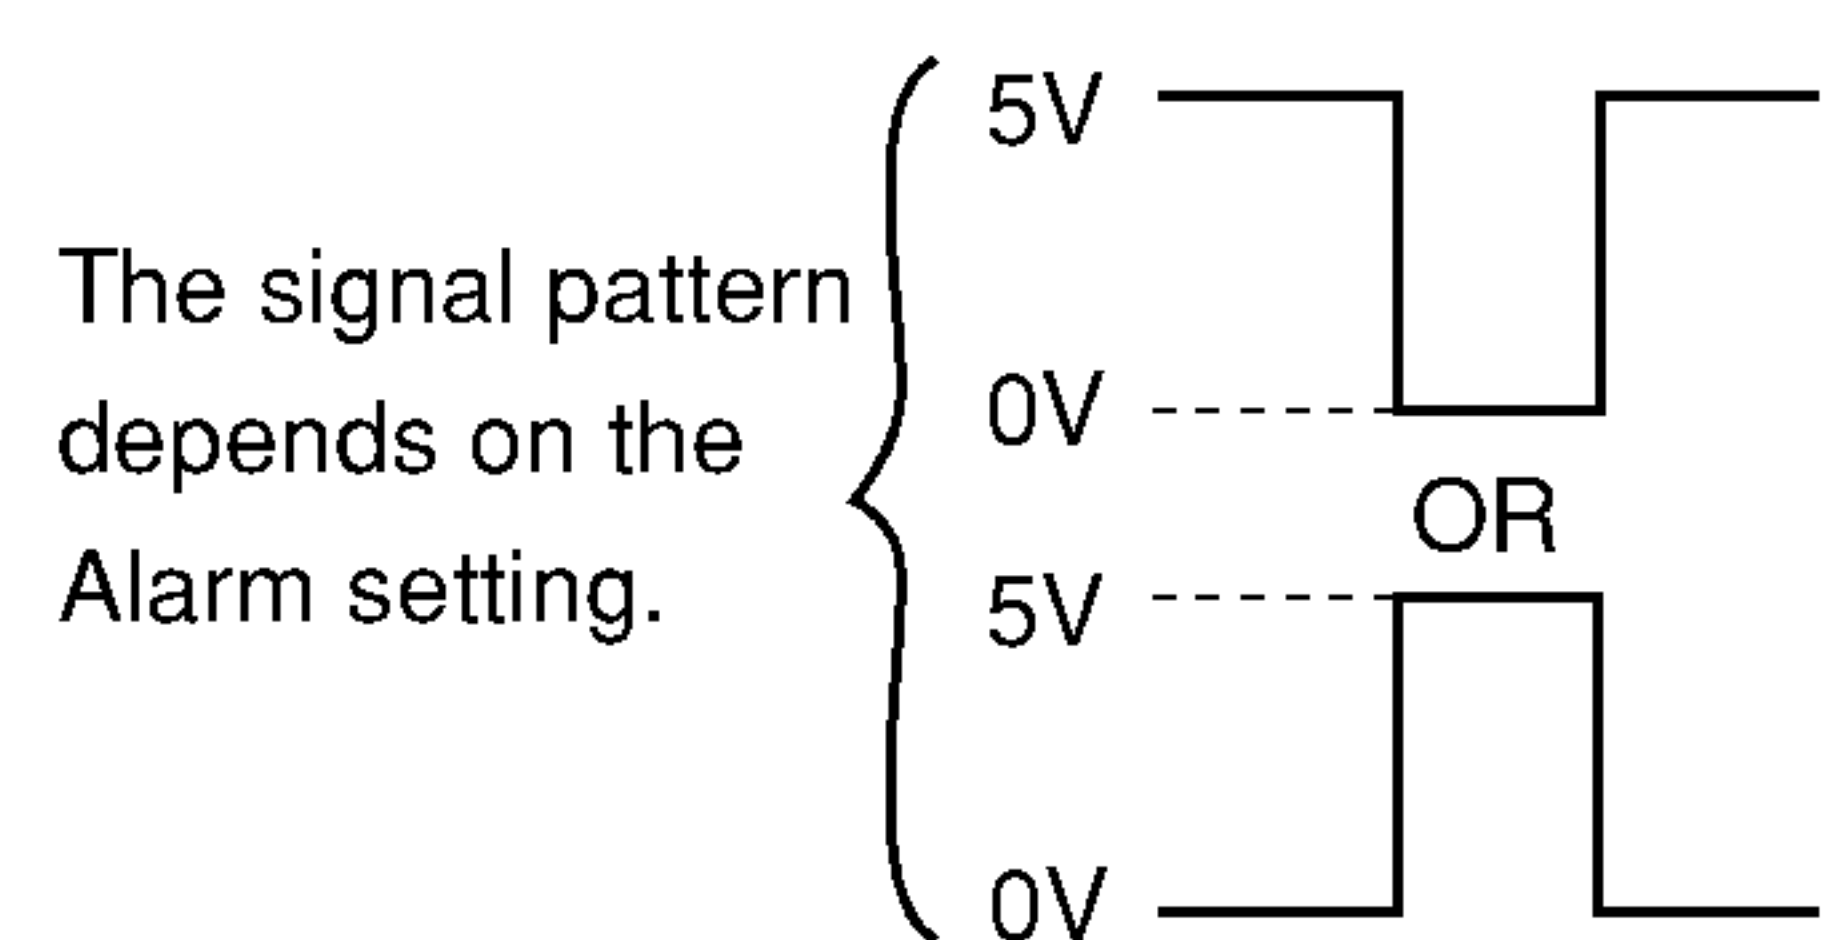 The signal pattern
depends on the
Alarm setting.
5V
0V
OR
5V
0V